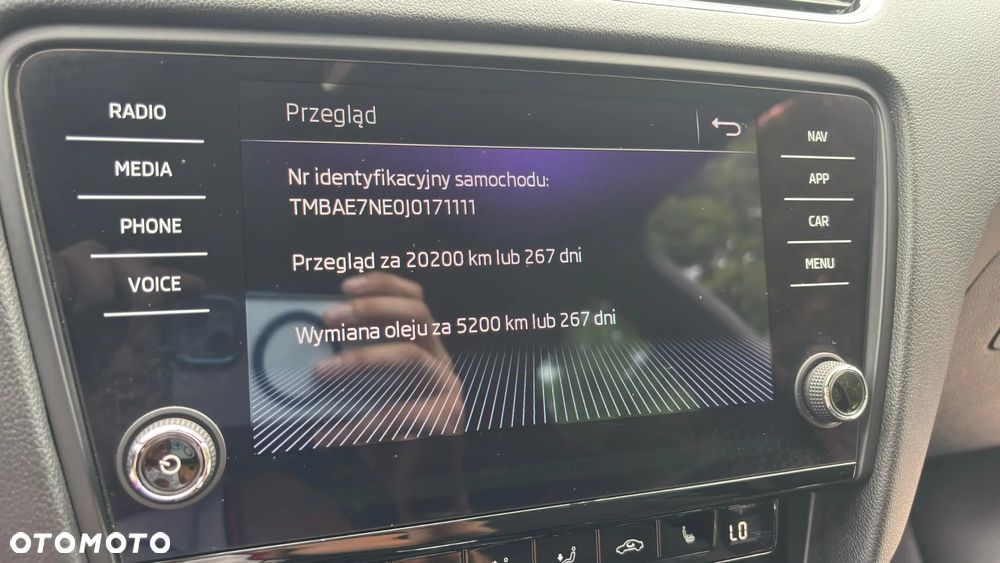 RADIO
MEDIA
PHONE
VOICE
Przegląd
Nr identyfikacyjny samochodu:
TMBAE7NE0J0171111
Przegląd za 20200 km lub 267 dni
Wymiana oleju za 5200 km lub 267 dni
NAV
APP
CAR
MENU
LO
OTOMOTO